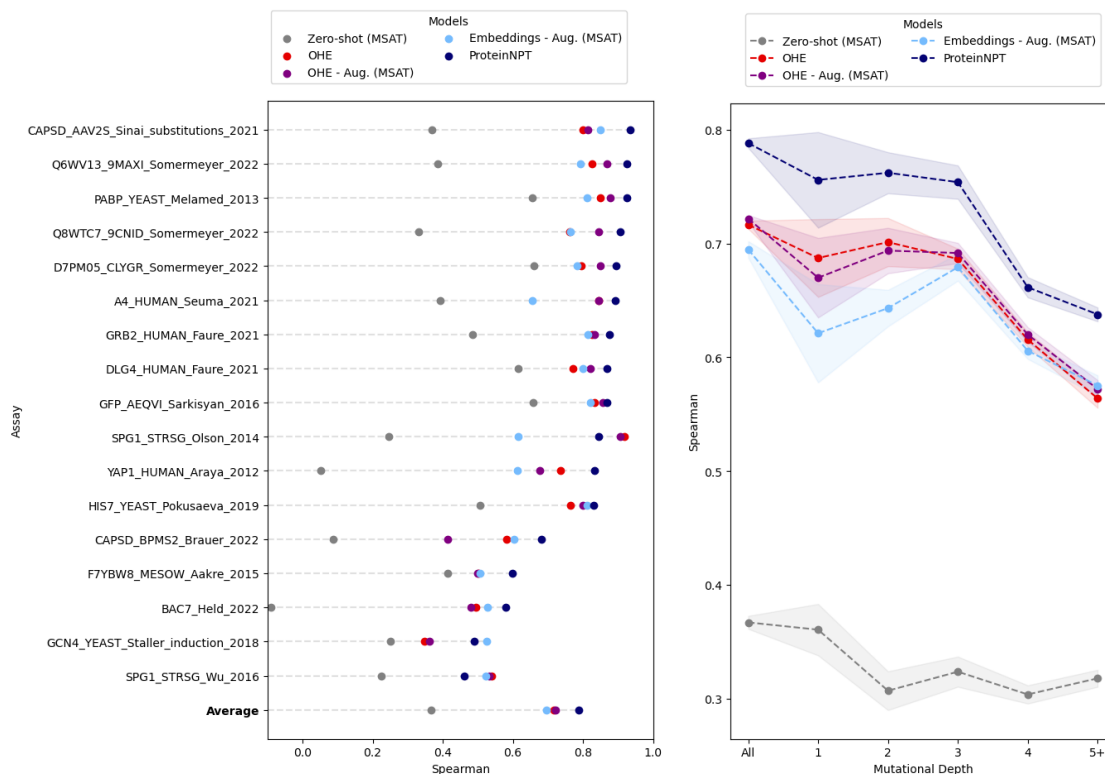 Models
Zero-shot (MSAT)
OHE
OHE - Aug. (MSAT)
Embeddings - Aug. (MSAT)
ProteinNPT
CAPSD_AAV2S_Sinai_substitutions_2021
Q6WV13_9MAXI_Somermeyer_2022
PABP_YEAST_Melamed_2013
Q8WTC7_9CNID_Somermeyer_2022
D7PM05_CLYGR_Somermeyer_2022
A4_HUMAN_Seuma_2021
GRB2_HUMAN_Faure_2021
DLG4_HUMAN_Faure_2021
GFP_AEQVI_Sarkisyan_2016
SPG1_STRSG_Olson_2014
YAP1_HUMAN_Araya_2012
HIS7_YEAST_Pokusaeva_2019
CAPSD_BPMS2_Brauer_2022
F7YBW8_MESOW_Aakre_2015
BAC7_Held_2022
GCN4_YEAST_Staller_induction_2018
SPG1_STRSG_Wu_2016
Average
Assay
0.0 0.2 0.4 0.6 0.8 1.0
Spearman
Models
Zero-shot (MSAT)
OHE
OHE - Aug. (MSAT)
Embeddings - Aug. (MSAT)
ProteinNPT
0.8
0.7
0.6
0.5
0.4
0.3
Spearman
All 1 2 3 4 5+
Mutational Depth